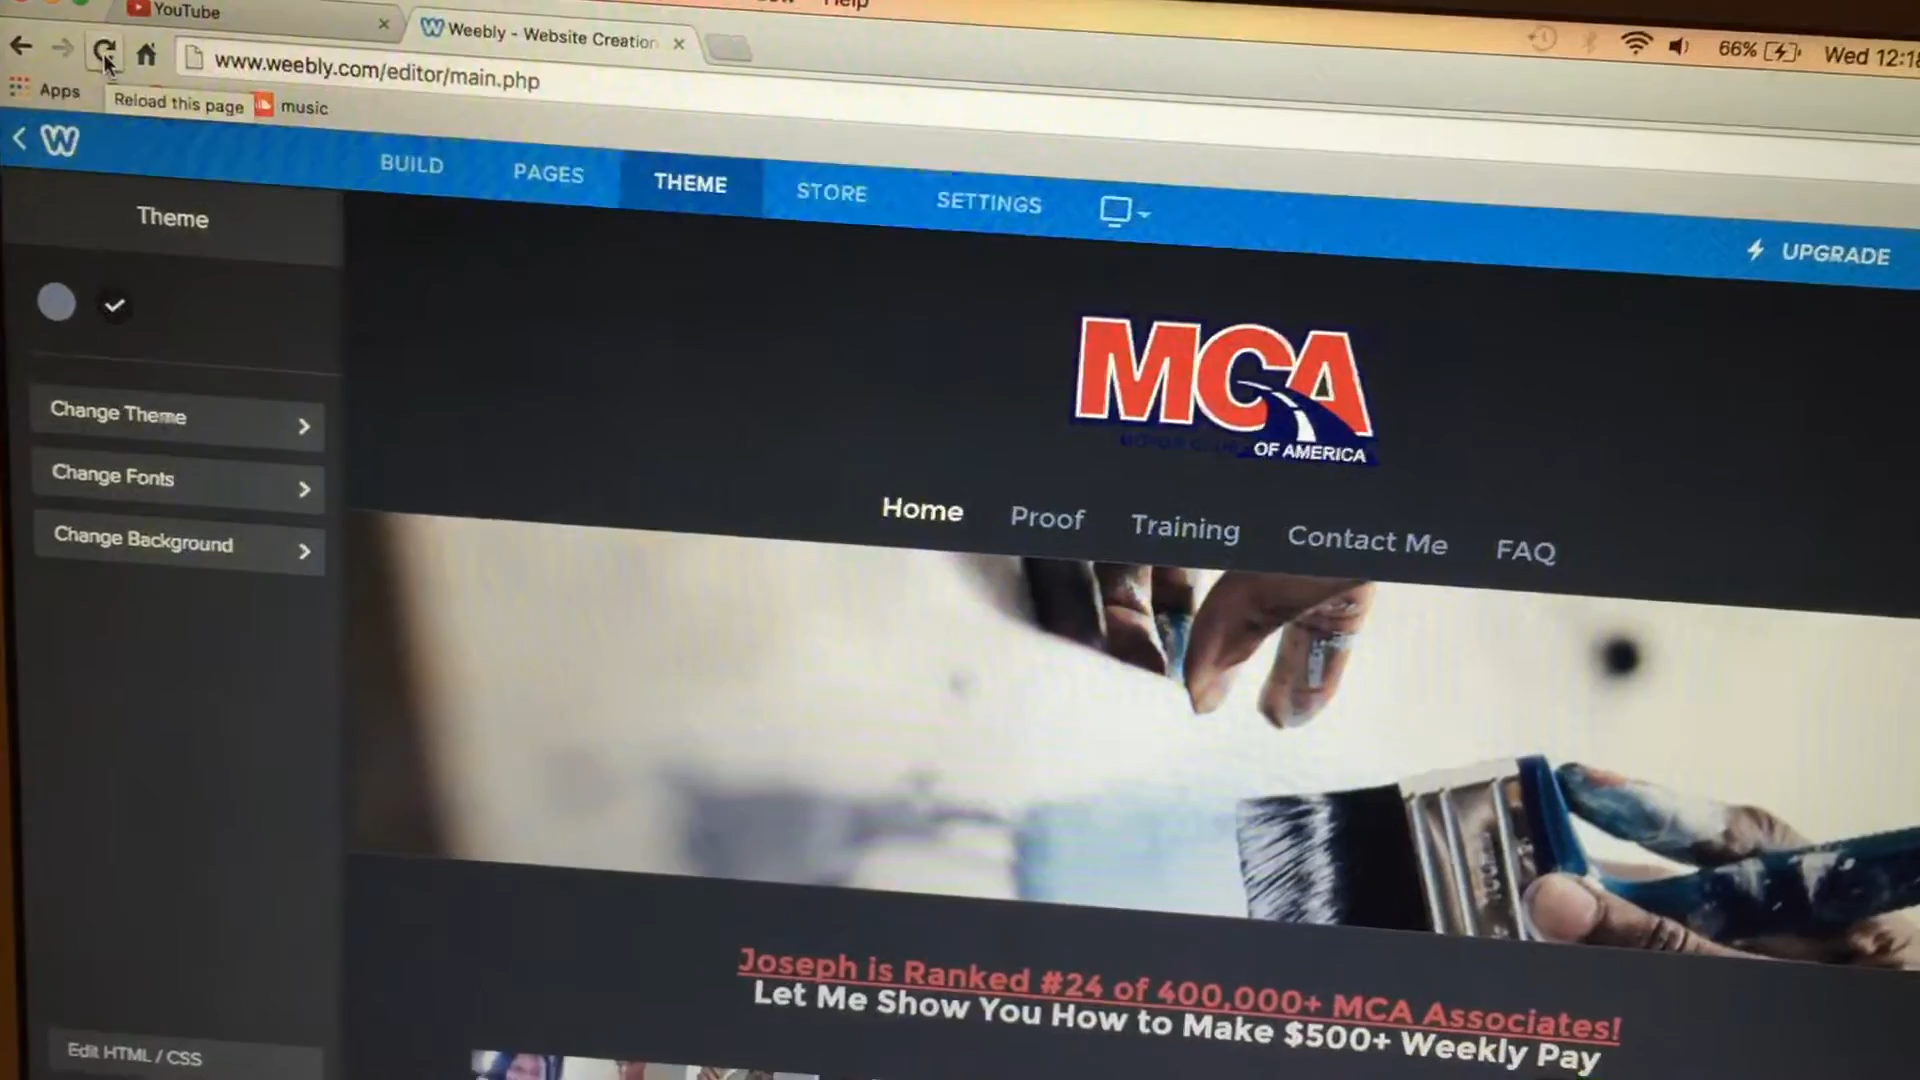 Help
YouTube
Weebly - Website Creation
66%
Wed 12:18
www.weebly.com/editor/main.php
Apps
Reload this page
music
BUILD
PAGES
THEME
STORE
SETTINGS
UPGRADE
Theme
Change Theme
Change Fonts
Change Background
Edit HTML / CSS
MCA
OF AMERICA
Home
Proof
Training
Contact Me
FAQ
Joseph is Ranked #24 of 400,000+ MCA Associates!
Let Me Show You How to Make $500+ Weekly Pay